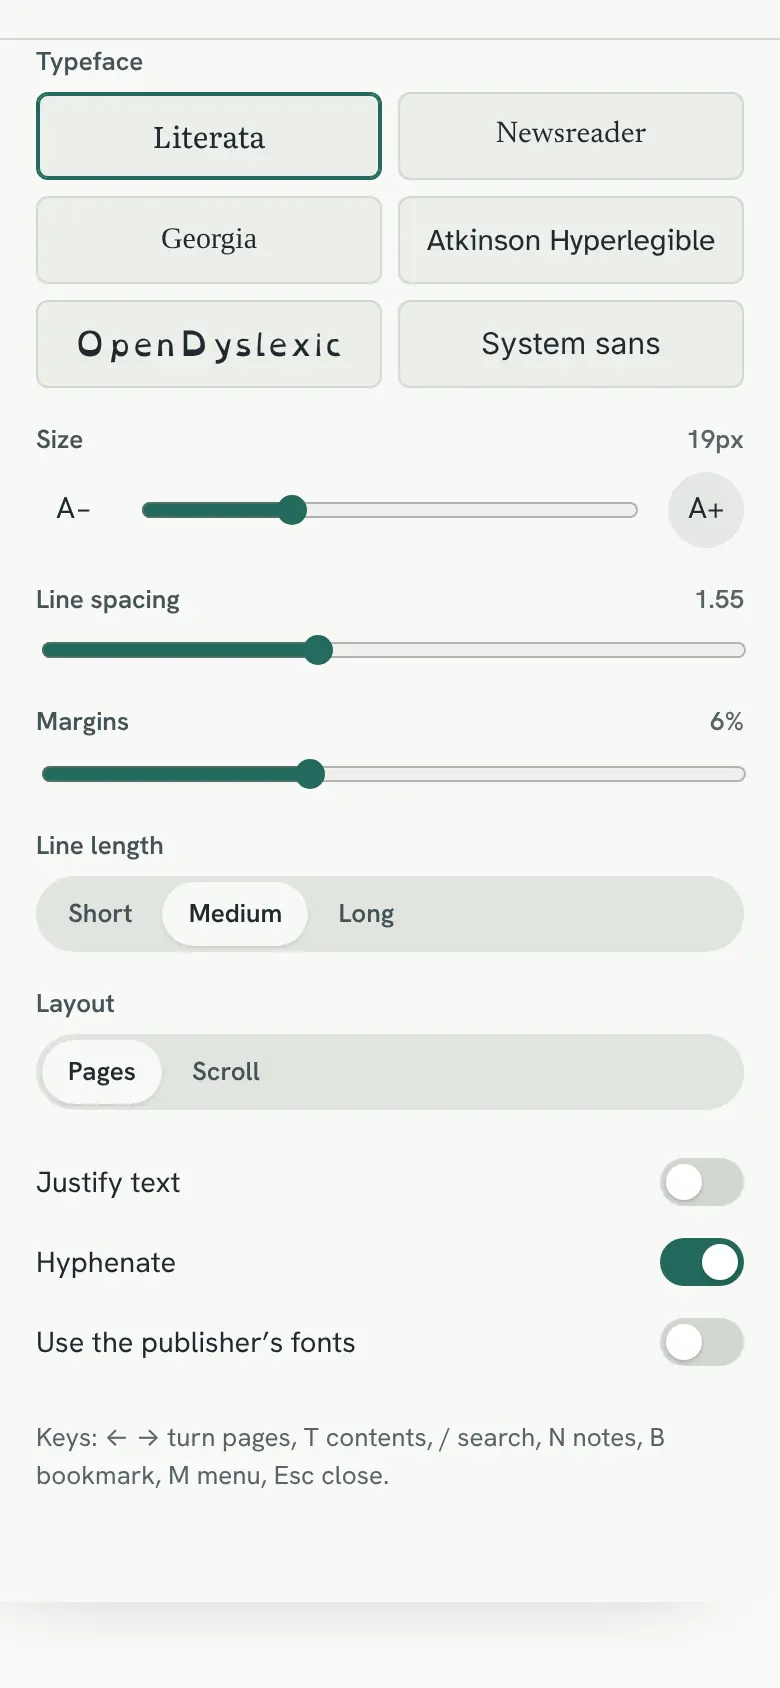 Typeface
Literata
Newsreader
Georgia
Atkinson Hyperlegible
OpenDyslexic
System sans
Size 19px
A− A+
Line spacing 1.55
Margins 6%
Line length
Short Medium Long
Layout
Pages Scroll
Justify text
Hyphenate
Use the publisher’s fonts
Keys: ← → turn pages, T contents, / search, N notes, B
bookmark, M menu, Esc close.